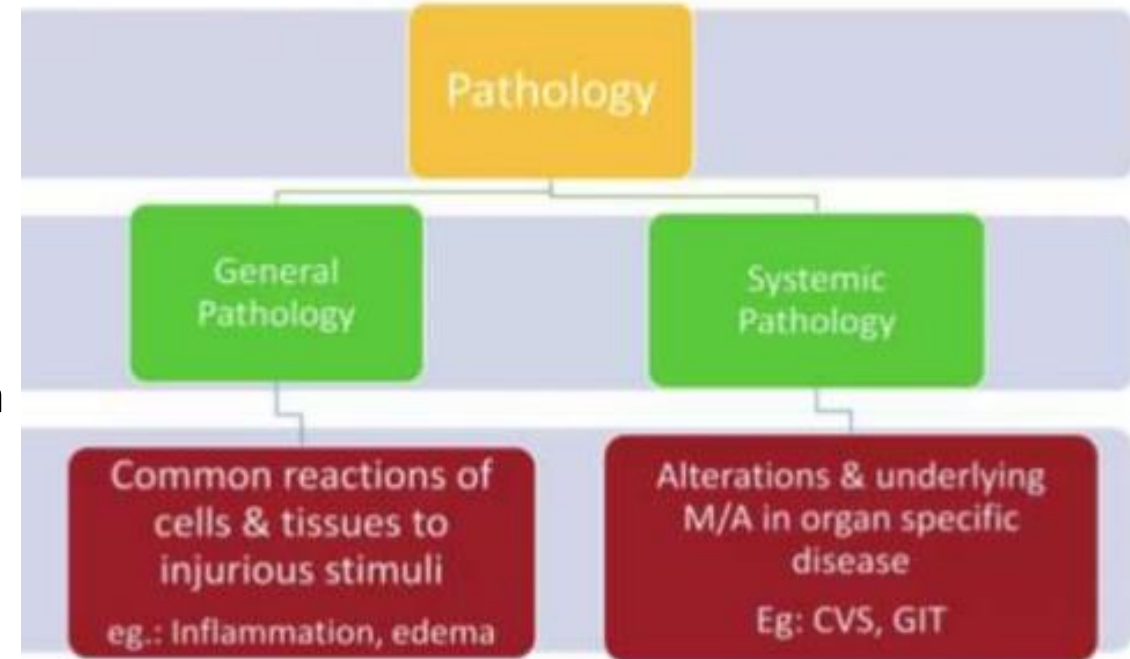 Pathology
General
Pathology
Systemic
Pathology
Common reactions of
cells & tissues to
injurious stimuli
eg.: Inflammation, edema
Alterations & underlying
M/A in organ specific
disease
Eg: CVS, GIT